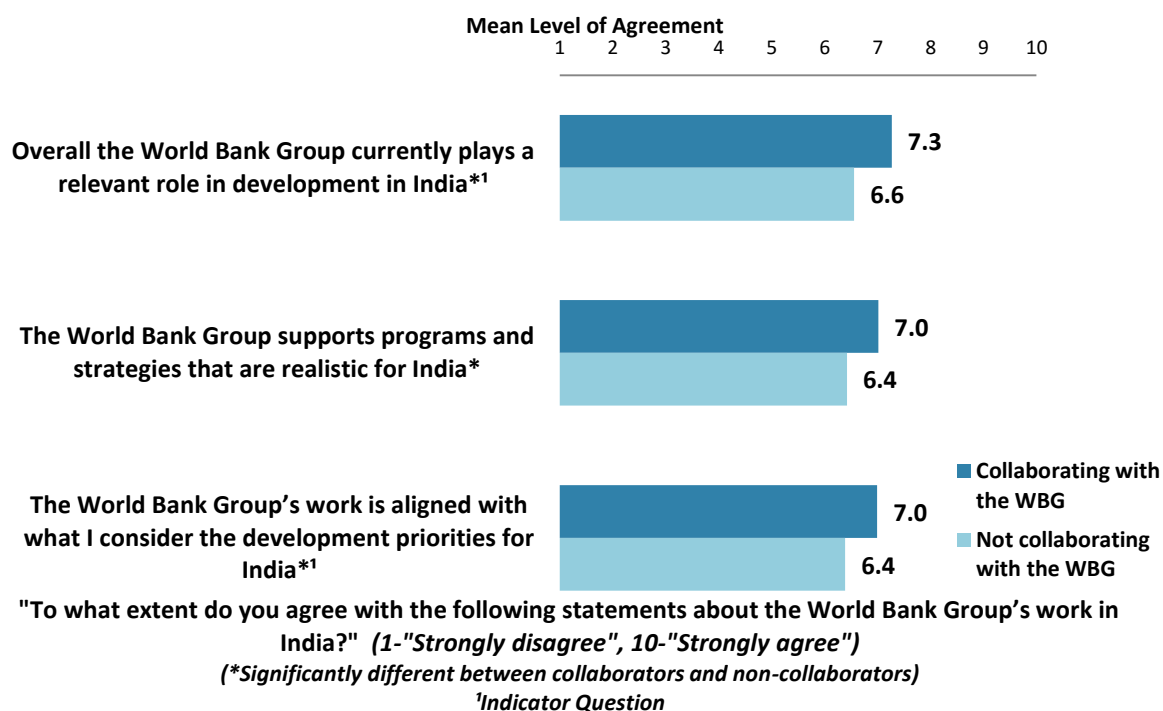 Mean Level of Agreement
1 2 3 4 5 6 7 8 9 10
Overall the World Bank Group currently plays a
relevant role in development in India*¹
7.3
6.6
The World Bank Group supports programs and
strategies that are realistic for India*
7.0
6.4
The World Bank Group’s work is aligned with
what I consider the development priorities for
India*¹
7.0
6.4
Collaborating with
the WBG
Not collaborating
with the WBG
"To what extent do you agree with the following statements about the World Bank Group’s work in
India?" (1-"Strongly disagree", 10-"Strongly agree")
(*Significantly different between collaborators and non-collaborators)
¹Indicator Question